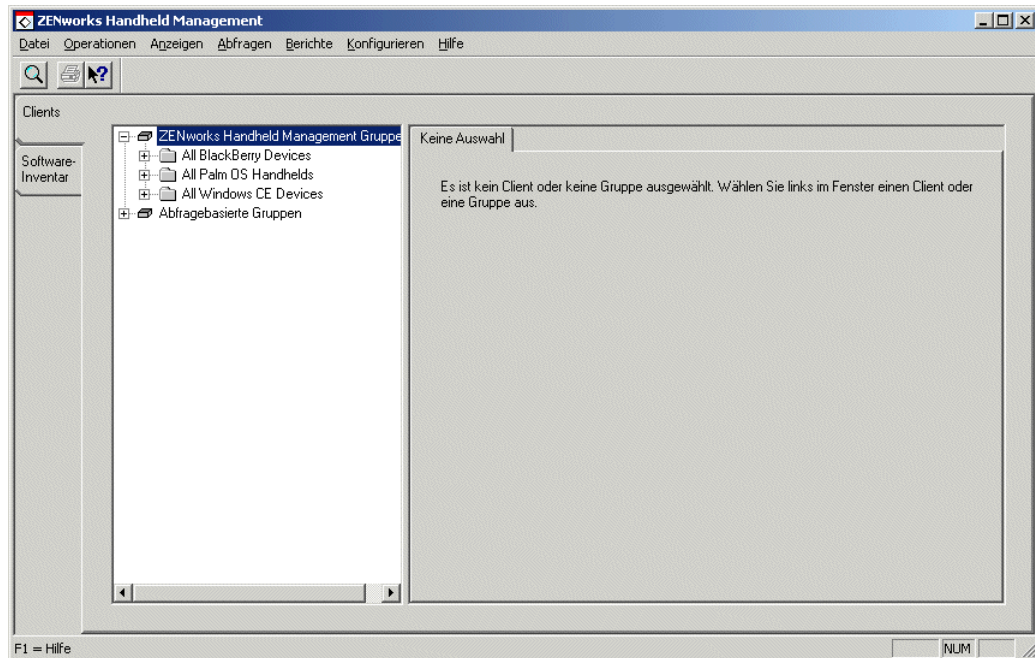 ZENworks Handheld Management
Datei Operationen Anzeigen Abfragen Berichte Konfigurieren Hilfe
Clients
Software-
Inventar
ZENworks Handheld Management Gruppe
All BlackBerry Devices
All Palm OS Handhelds
All Windows CE Devices
Abfragebasierte Gruppen
Keine Auswahl
Es ist kein Client oder keine Gruppe ausgewählt. Wählen Sie links im Fenster einen Client oder
eine Gruppe aus.
F1 = Hilfe
NUM